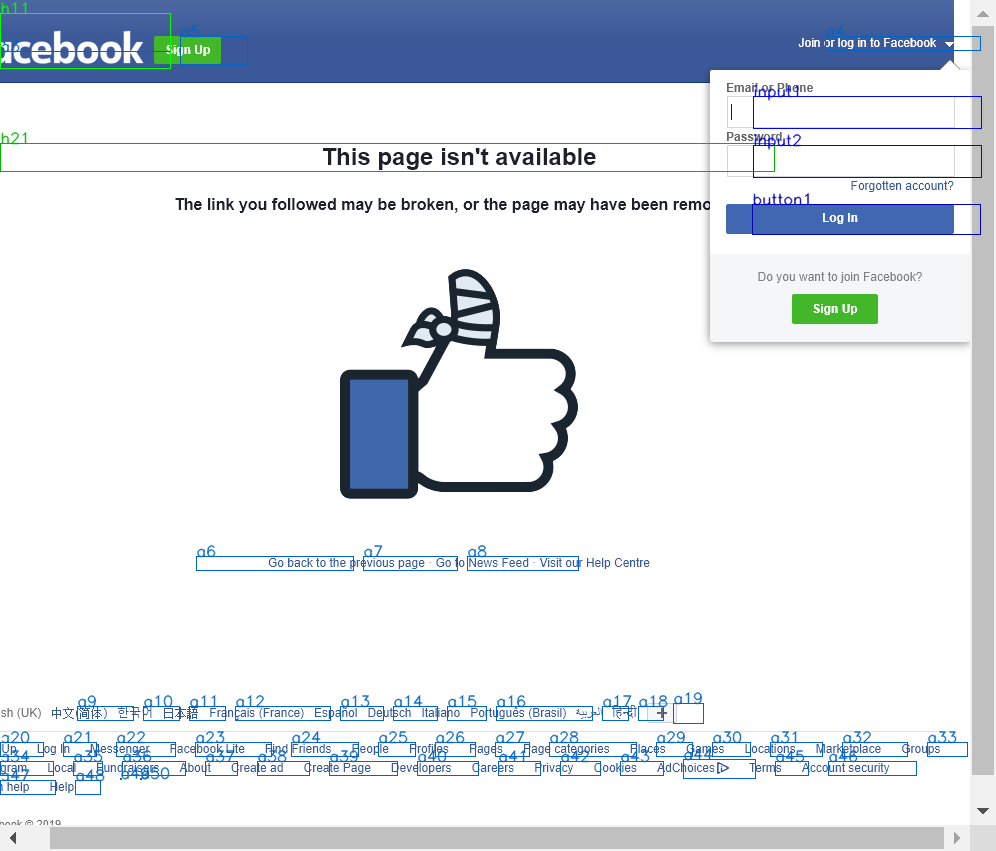 h11
a3
acebook
a5
Sign Up
a4
Join or log in to Facebook
Email or Phone
input1
Password
input2
Forgotten account?
button1
Log In
Do you want to join Facebook?
Sign Up
h21
This page isn't available
The link you followed may be broken, or the page may have been remo
a6 a7 a8
Go back to the previous page · Go to News Feed · Visit our Help Centre
a9 a10 a11 a12 a13 a14 a15 a16 a17 a18 a19
sh (UK) 中文(简体) 한국어 日本語 Français (France) Español Deutsch Italiano Português (Brasil) العربية हिन्दी
a20 a21 a22 a23 a24 a25 a26 a27 a28 a29 a30 a31 a32 a33
Up Log In Messenger Facebook Lite Find Friends People Profiles Pages Page categories Places Games Locations Marketplace Groups
a34 a35 a36 a37 a38 a39 a40 a41 a42 a43 a44 a45 a46
gram Local Fundraisers About Create ad Create Page Developers Careers Privacy Cookies AdChoices Terms Account security
a47 a48 a49 a50
n help Help
book © 2019